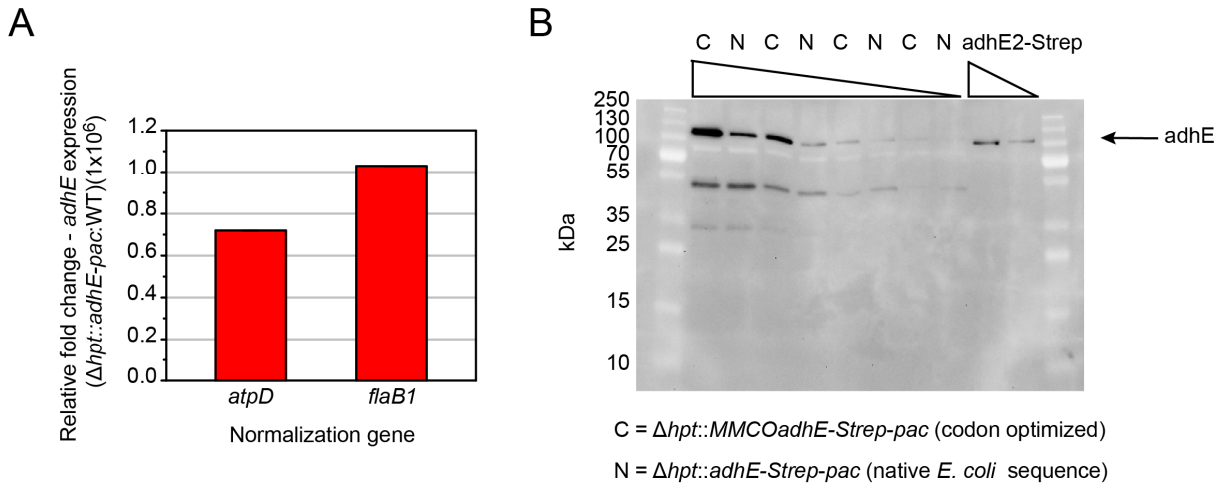 A
Relative fold change - adhE expression
(Δhpt::adhE-pac:WT)(1x10⁶)
1.2
1.0
0.8
0.6
0.4
0.2
0.0
atpD flaB1
Normalization gene
B
C N C N C N C N adhE2-Strep
250
130
100
70
55
35
25
15
10
kDa
adhE
C = Δhpt::MMCOadhE-Strep-pac (codon optimized)
N = Δhpt::adhE-Strep-pac (native E. coli sequence)